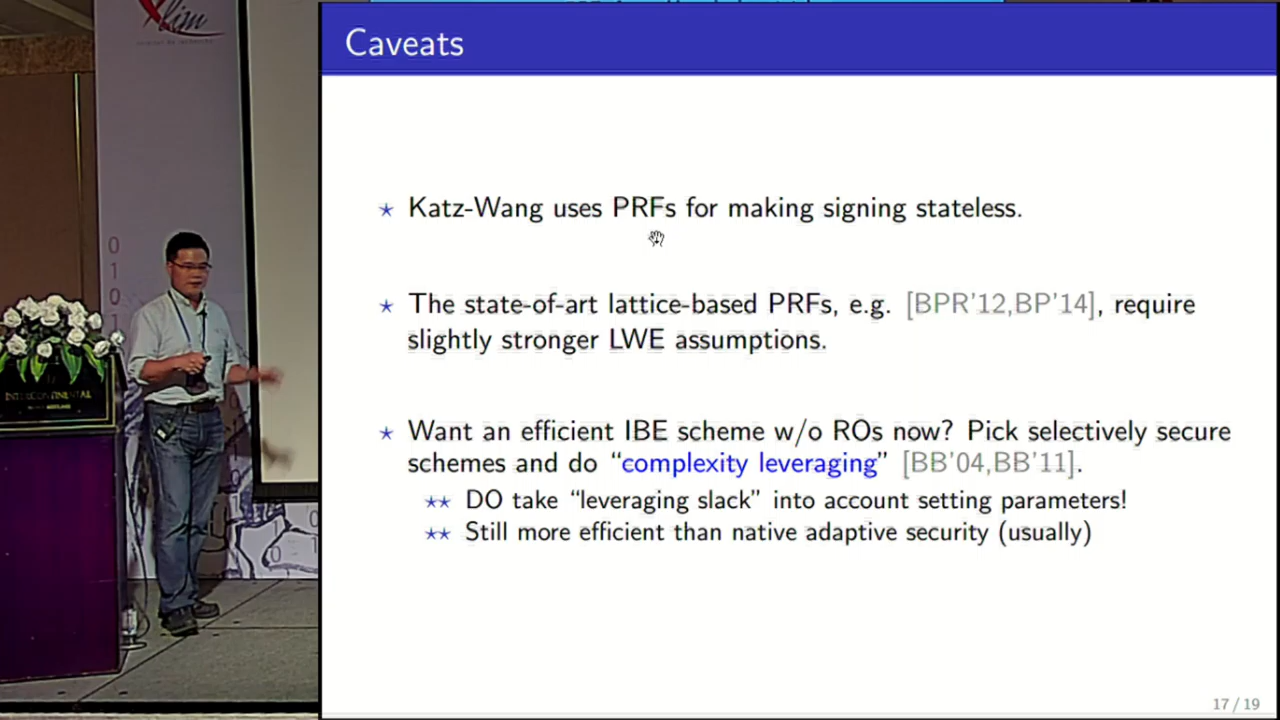 Caveats
⋆ Katz-Wang uses PRFs for making signing stateless.
⋆ The state-of-art lattice-based PRFs, e.g. [BPR'12,BP'14], require
slightly stronger LWE assumptions.
⋆ Want an efficient IBE scheme w/o ROs now? Pick selectively secure
schemes and do “complexity leveraging” [BB'04,BB'11].
⋆⋆ DO take “leveraging slack” into account setting parameters!
⋆⋆ Still more efficient than native adaptive security (usually)
17 / 19
INTERCONTINENTAL